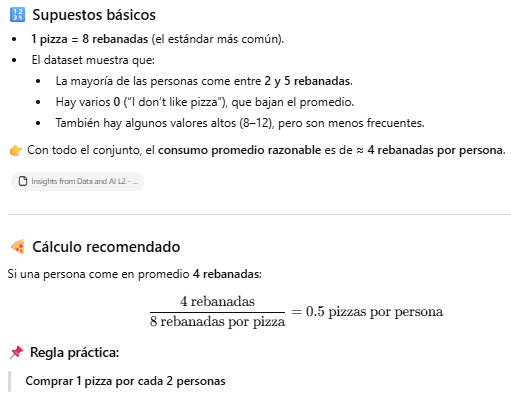 🔢 Supuestos básicos
• 1 pizza = 8 rebanadas (el estándar más común).
• El dataset muestra que:
• La mayoría de las personas come entre 2 y 5 rebanadas.
• Hay varios 0 (“I don’t like pizza”), que bajan el promedio.
• También hay algunos valores altos (8–12), pero son menos frecuentes.
👉 Con todo el conjunto, el consumo promedio razonable es de ≈ 4 rebanadas por persona.
Insights from Data and AI L2 - ...
🍕 Cálculo recomendado
Si una persona come en promedio 4 rebanadas:
4 rebanadas
8 rebanadas por pizza
= 0.5 pizzas por persona
📌 Regla práctica:
Comprar 1 pizza por cada 2 personas